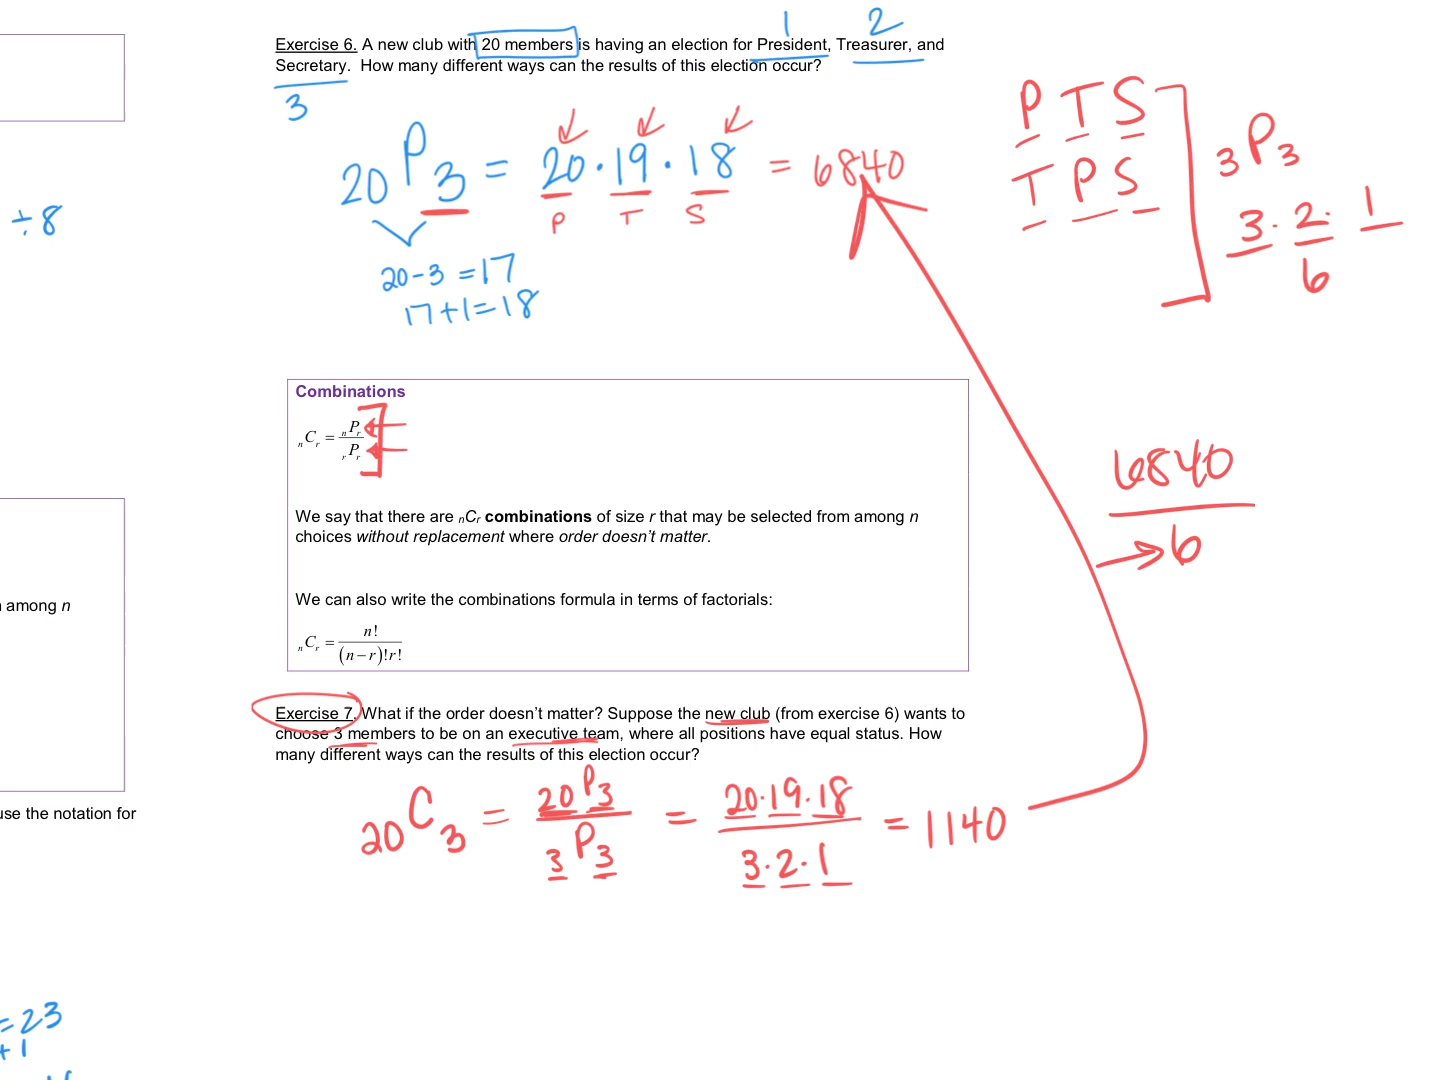 1 2
Exercise 6. A new club with 20 members is having an election for President, Treasurer, and
Secretary. How many different ways can the results of this election occur?
3
20P3 = 20 · 19 · 18 = 6840
P T S
20-3 = 17
17+1=18
P T S
T P S
3P3
3 · 2 · 1
6
÷8
Combinations
nCr = nPr / rPr
We say that there are nCr combinations of size r that may be selected from among n
choices without replacement where order doesn't matter.
We can also write the combinations formula in terms of factorials:
nCr = n! / (n−r)!r!
6840
6
among n
use the notation for
Exercise 7. What if the order doesn't matter? Suppose the new club (from exercise 6) wants to
choose 3 members to be on an executive team, where all positions have equal status. How
many different ways can the results of this election occur?
20C3 = 20P3 / 3P3 = 20·19·18 / 3·2·1 = 1140
=23
+1